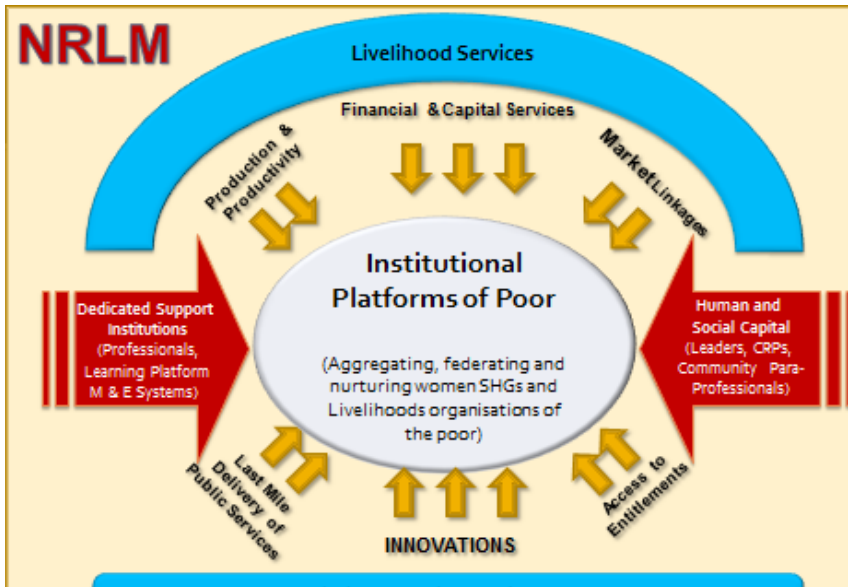 NRLM
Livelihood Services
Financial & Capital Services
Production &
Productivity
Market Linkages
Institutional
Platforms of Poor
(Aggregating, federating and
nurturing women SHGs and
Livelihoods organisations of
the poor)
Dedicated Support
Institutions
(Professionals,
Learning Platform
M & E Systems)
Human and
Social Capital
(Leaders, CRPs,
Community Para-
Professionals)
Last Mile
Delivery of
Public Services
INNOVATIONS
Access to
Entitlements